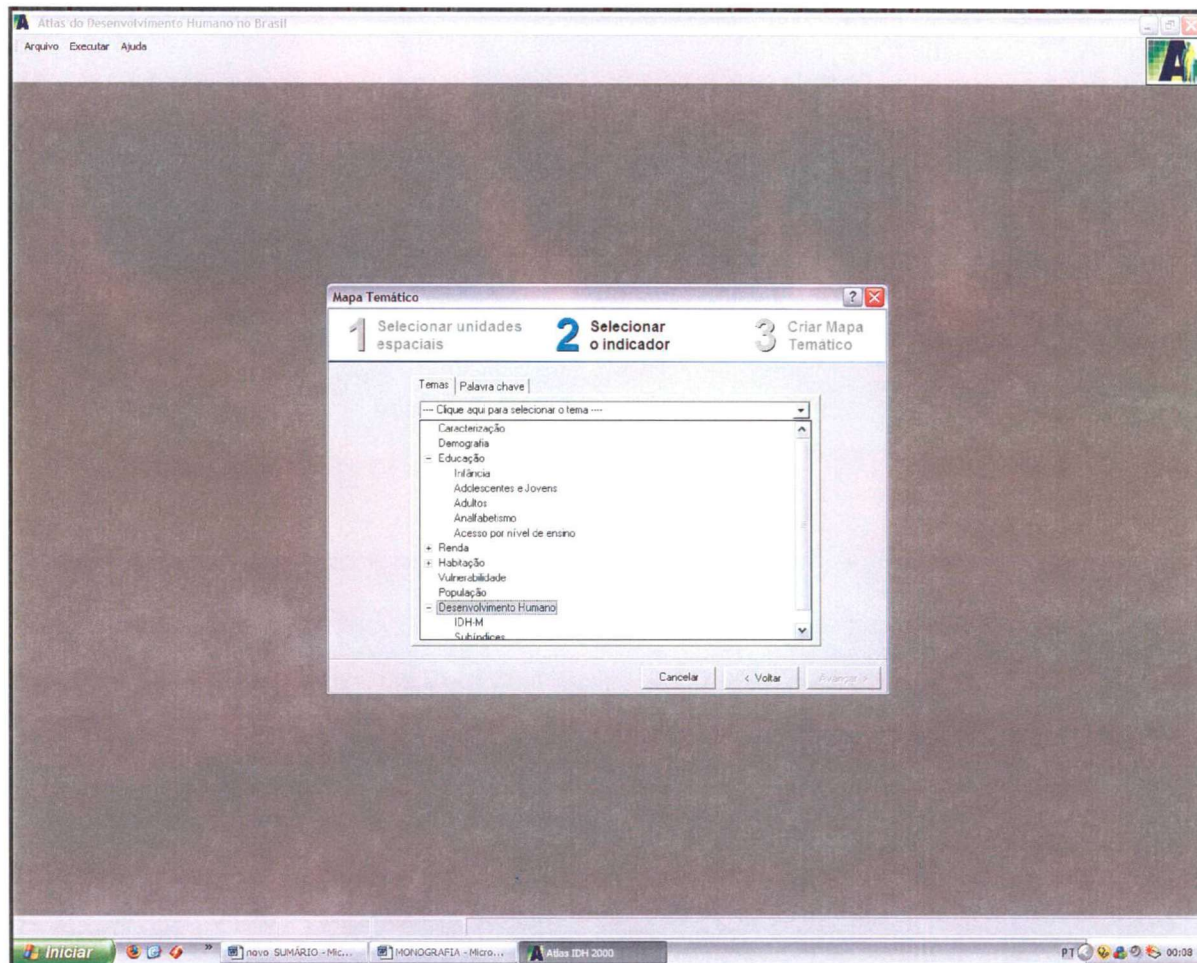 Atlas do Desenvolvimento Humano no Brasil
Arquivo Executar Ajuda
Mapa Temático
1 Selecionar unidades espaciais
2 Selecionar o indicador
3 Criar Mapa Temático
Temas Palavra chave
---- Clique aqui para selecionar o tema ----
Caracterização
Demografia
Educação
Infância
Adolescentes e Jovens
Adultos
Analfabetismo
Acesso por nível de ensino
Renda
Habitação
Vulnerabilidade
População
Desenvolvimento Humano
IDH-M
Subíndices
Cancelar < Voltar Avançar >
Iniciar novo SUMÁRIO - Mic... MONOGRAFIA - Micro... Atlas IDH 2000 PT 00:08